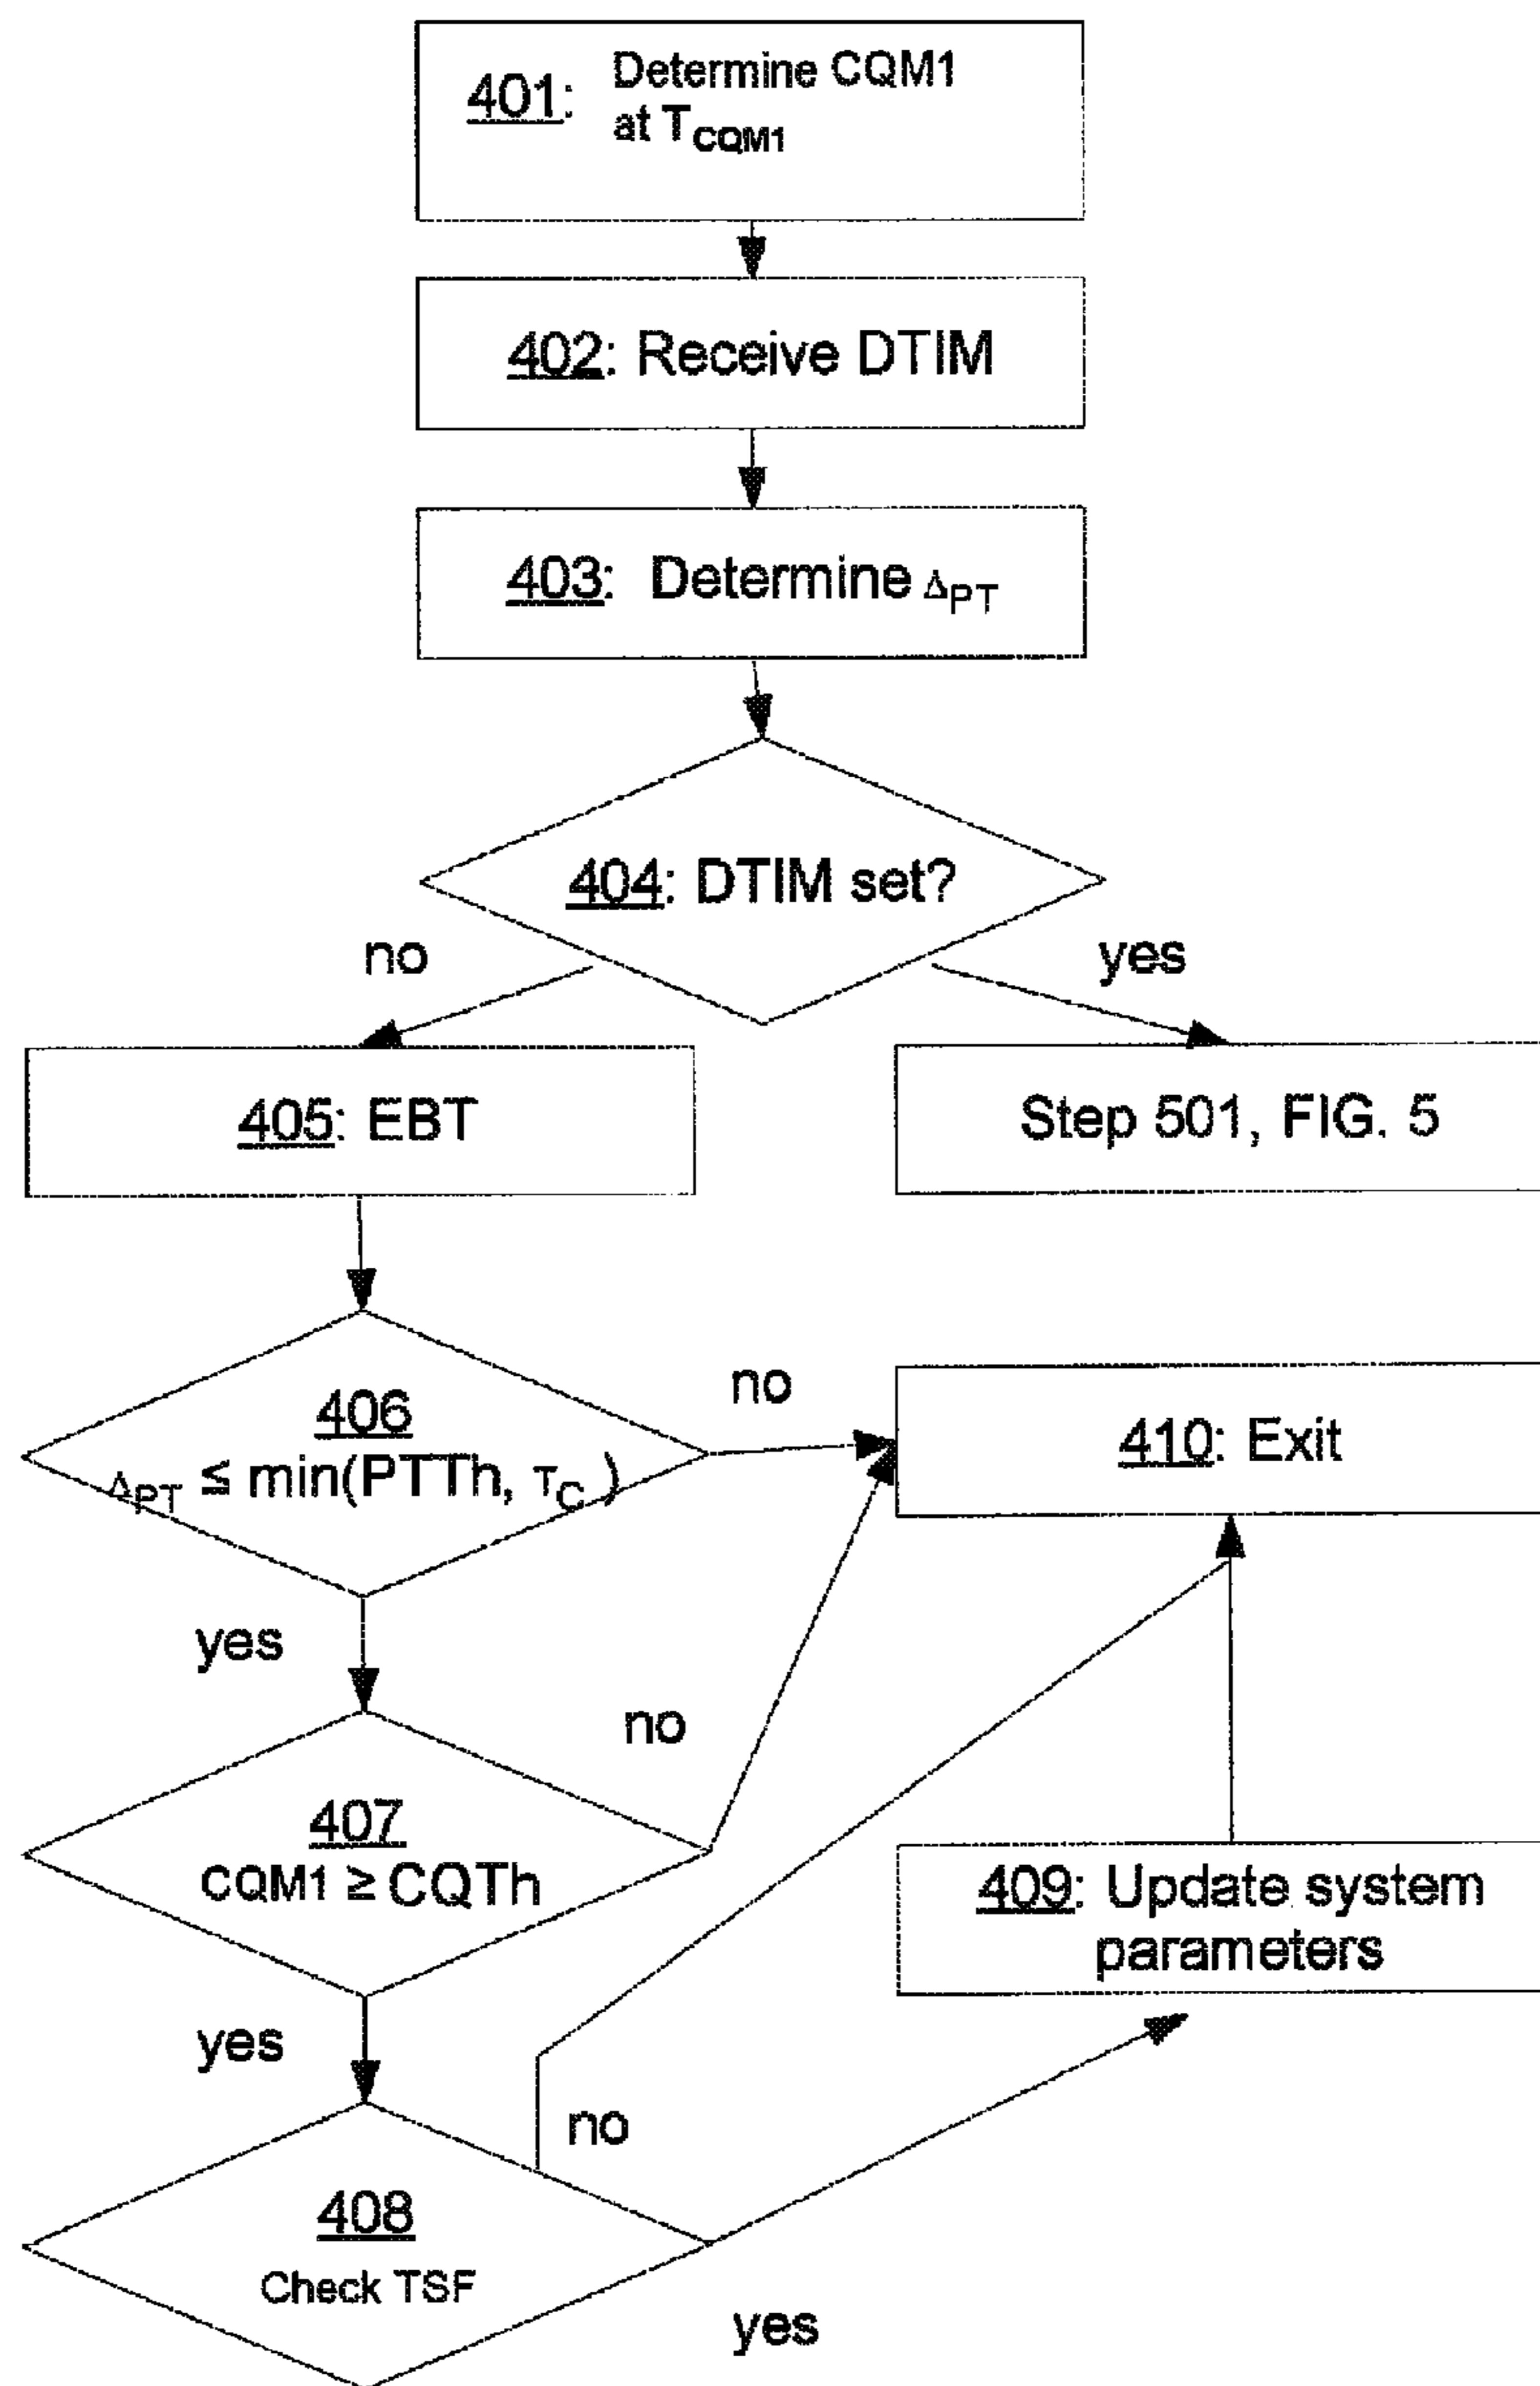 401: Determine CQM1
at TCQM1
402: Receive DTIM
403: Determine ΔPT
404: DTIM set?
no
yes
405: EBT
Step 501, FIG. 5
406
ΔPT ≤ min(PTTh, τC )
no
410: Exit
yes
no
407
CQM1 ≥ CQTh
409: Update system
parameters
yes
no
408
Check TSF
yes